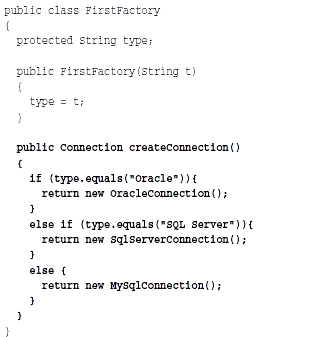 public class FirstFactory
{
  protected String type;

  public FirstFactory(String t)
  {
    type = t;
  }

  public Connection createConnection()
  {
    if (type.equals("Oracle")){
      return new OracleConnection();
    }
    else if (type.equals("SQL Server")){
      return new SqlServerConnection();
    }
    else {
      return new MySqlConnection();
    }
  }
}